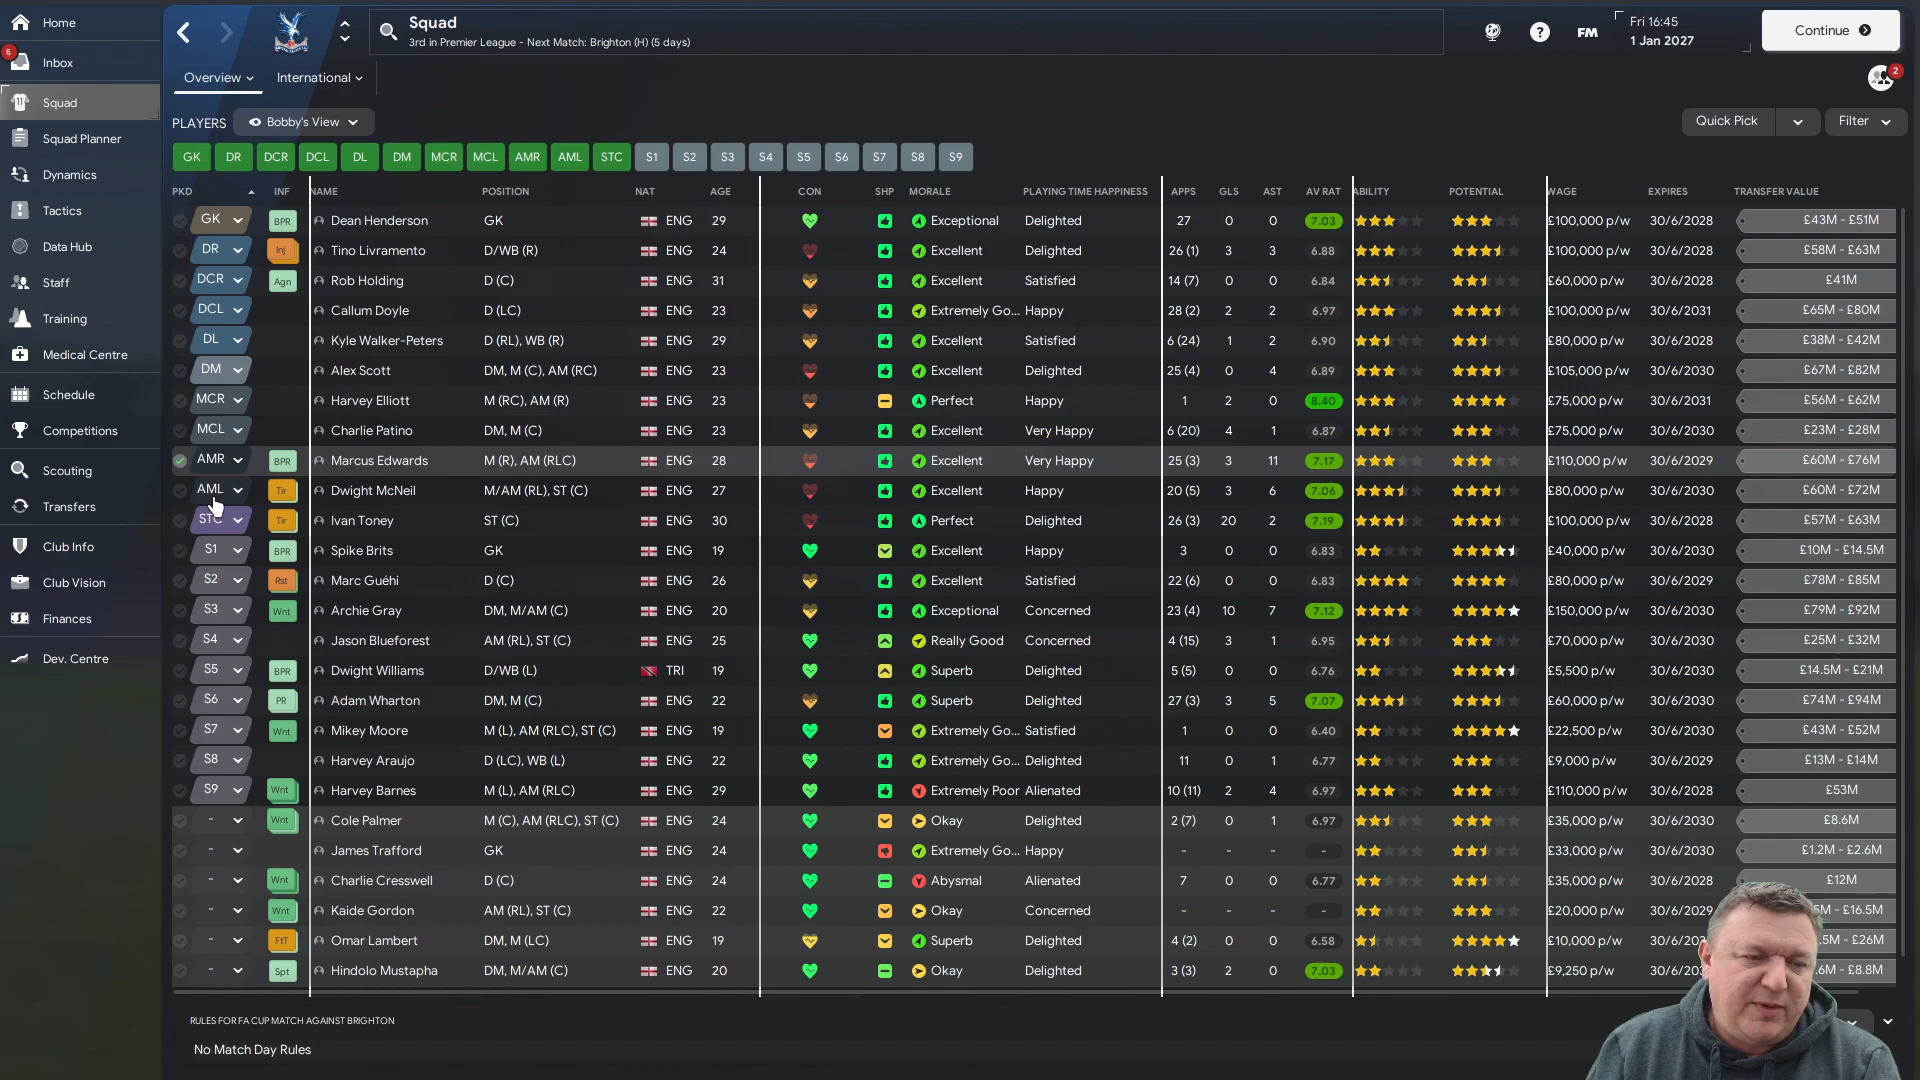 Home
5
Inbox
Squad
Squad Planner
Dynamics
Tactics
Data Hub
Staff
Training
Medical Centre
Schedule
Competitions
Scouting
Transfers
Club Info
Club Vision
Finances
Dev. Centre
Squad
3rd in Premier League - Next Match: Brighton (H) (5 days)
FM
Fri 16:45
1 Jan 2027
Continue
Overview International
2
PLAYERS Bobby's View Quick Pick Filter
GK DR DCR DCL DL DM MCR MCL AMR AML STC S1 S2 S3 S4 S5 S6 S7 S8 S9
PKD INF NAME POSITION NAT AGE CON SHP MORALE PLAYING TIME HAPPINESS APPS GLS AST AV RAT ABILITY POTENTIAL WAGE EXPIRES TRANSFER VALUE
GK BPR Dean Henderson GK ENG 29 Exceptional Delighted 27 0 0 7.03 £100,000 p/w 30/6/2028 £43M - £51M
DR Inj Tino Livramento D/WB (R) ENG 24 Excellent Delighted 26 (1) 3 3 6.88 £100,000 p/w 30/6/2028 £58M - £63M
DCR Agn Rob Holding D (C) ENG 31 Excellent Satisfied 14 (7) 0 0 6.84 £60,000 p/w 30/6/2028 £41M
DCL Callum Doyle D (LC) ENG 23 Extremely Go... Happy 28 (2) 2 2 6.97 £100,000 p/w 30/6/2031 £65M - £80M
DL Kyle Walker-Peters D (RL), WB (R) ENG 29 Excellent Satisfied 6 (24) 1 2 6.90 £80,000 p/w 30/6/2029 £38M - £42M
DM Alex Scott DM, M (C), AM (RC) ENG 23 Excellent Delighted 25 (4) 0 4 6.89 £105,000 p/w 30/6/2030 £67M - £82M
MCR Harvey Elliott M (RC), AM (R) ENG 23 Perfect Happy 1 2 0 8.40 £75,000 p/w 30/6/2031 £56M - £62M
MCL Charlie Patino DM, M (C) ENG 23 Excellent Very Happy 6 (20) 4 1 6.87 £75,000 p/w 30/6/2030 £23M - £28M
AMR BPR Marcus Edwards M (R), AM (RLC) ENG 28 Excellent Very Happy 25 (3) 3 11 7.17 £110,000 p/w 30/6/2029 £60M - £76M
AML Tir Dwight McNeil M/AM (RL), ST (C) ENG 27 Excellent Happy 20 (5) 3 6 7.06 £80,000 p/w 30/6/2030 £60M - £72M
STC Tir Ivan Toney ST (C) ENG 30 Perfect Delighted 26 (3) 20 2 7.19 £100,000 p/w 30/6/2028 £57M - £63M
S1 BPR Spike Brits GK ENG 19 Excellent Happy 3 0 0 6.83 £40,000 p/w 30/6/2030 £10M - £14.5M
S2 Rst Marc Guéhi D (C) ENG 26 Excellent Satisfied 22 (6) 0 0 6.83 £80,000 p/w 30/6/2029 £78M - £85M
S3 Wnt Archie Gray DM, M/AM (C) ENG 20 Exceptional Concerned 23 (4) 10 7 7.12 £150,000 p/w 30/6/2030 £79M - £92M
S4 Jason Blueforest AM (RL), ST (C) ENG 25 Really Good Concerned 4 (15) 3 1 6.95 £70,000 p/w 30/6/2030 £25M - £32M
S5 BPR Dwight Williams D/WB (L) TRI 19 Superb Delighted 5 (5) 0 0 6.76 £5,500 p/w 30/6/2030 £14.5M - £21M
S6 PR Adam Wharton DM, M (C) ENG 22 Superb Delighted 27 (3) 3 5 7.07 £60,000 p/w 30/6/2030 £74M - £94M
S7 Wnt Mikey Moore M (L), AM (RLC), ST (C) ENG 19 Extremely Go... Satisfied 1 0 0 6.40 £22,500 p/w 30/6/2030 £43M - £52M
S8 Harvey Araujo D (LC), WB (L) ENG 22 Extremely Go... Delighted 11 0 1 6.77 £9,000 p/w 30/6/2029 £13M - £14M
S9 Wnt Harvey Barnes M (L), AM (RLC) ENG 29 Extremely Poor Alienated 10 (11) 2 4 6.97 £110,000 p/w 30/6/2028 £53M
- Wnt Cole Palmer M (C), AM (RLC), ST (C) ENG 24 Okay Delighted 2 (7) 0 1 6.97 £35,000 p/w 30/6/2030 £8.6M
- James Trafford GK ENG 24 Extremely Go... Happy - - - - £33,000 p/w 30/6/2030 £1.2M - £2.6M
- Wnt Charlie Cresswell D (C) ENG 24 Abysmal Alienated 7 0 0 6.77 £35,000 p/w 30/6/2028 £12M
- Wnt Kaide Gordon AM (RL), ST (C) ENG 22 Okay Concerned - - - - £20,000 p/w 30/6/2029 5M - £16.5M
- FtT Omar Lambert DM, M (LC) ENG 19 Superb Delighted 4 (2) 0 0 6.58 £10,000 p/w 30/6/20 .5M - £26M
- Spt Hindolo Mustapha DM, M/AM (C) ENG 20 Okay Delighted 3 (3) 2 0 7.03 £9,250 p/w 30/6/20 .6M - £8.8M
RULES FOR FA CUP MATCH AGAINST BRIGHTON
No Match Day Rules